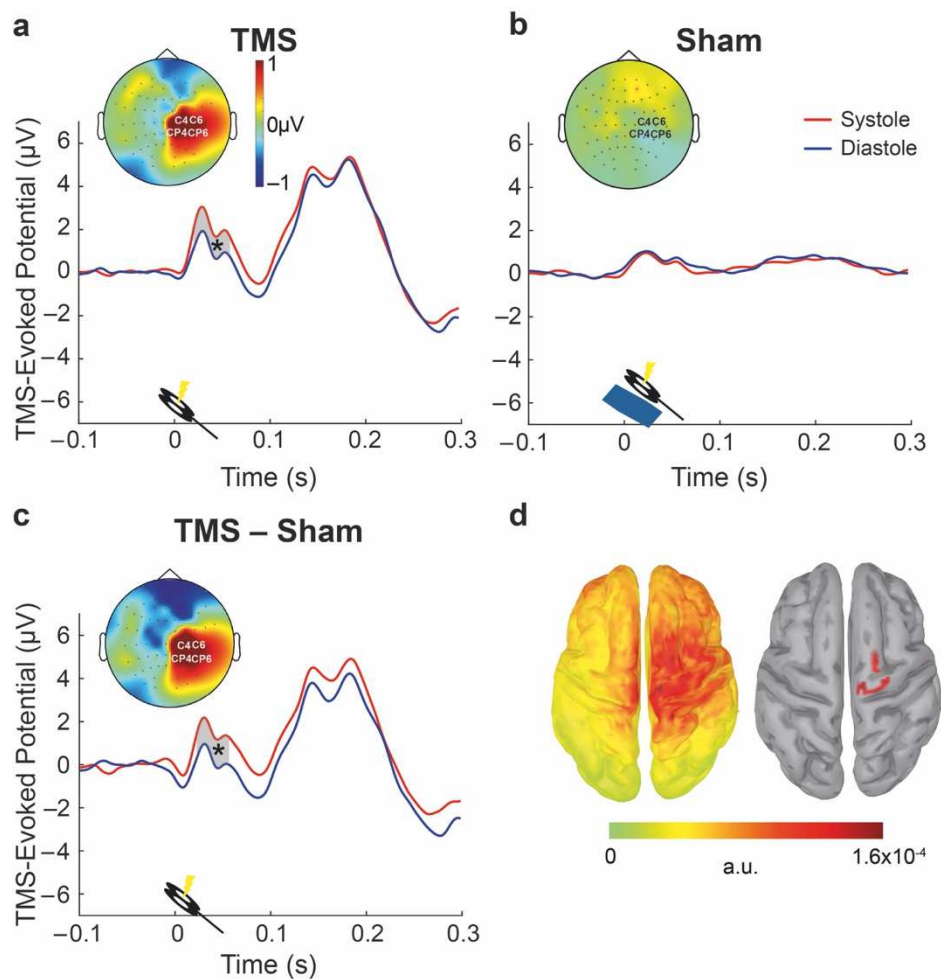 a
TMS
1
0μV
−1
C4C6
CP4CP6
TMS-Evoked Potential (μV)
6
4
2
0
−2
−4
−6
*
−0.1
0
0.1
0.2
0.3
Time (s)
b
Sham
C4C6
CP4CP6
Systole
Diastole
6
4
2
0
−2
−4
−6
−0.1
0
0.1
0.2
0.3
Time (s)
c
TMS – Sham
C4C6
CP4CP6
TMS-Evoked Potential (μV)
6
4
2
0
−2
−4
−6
*
−0.1
0
0.1
0.2
0.3
Time (s)
d
0
1.6x10⁻⁴
a.u.